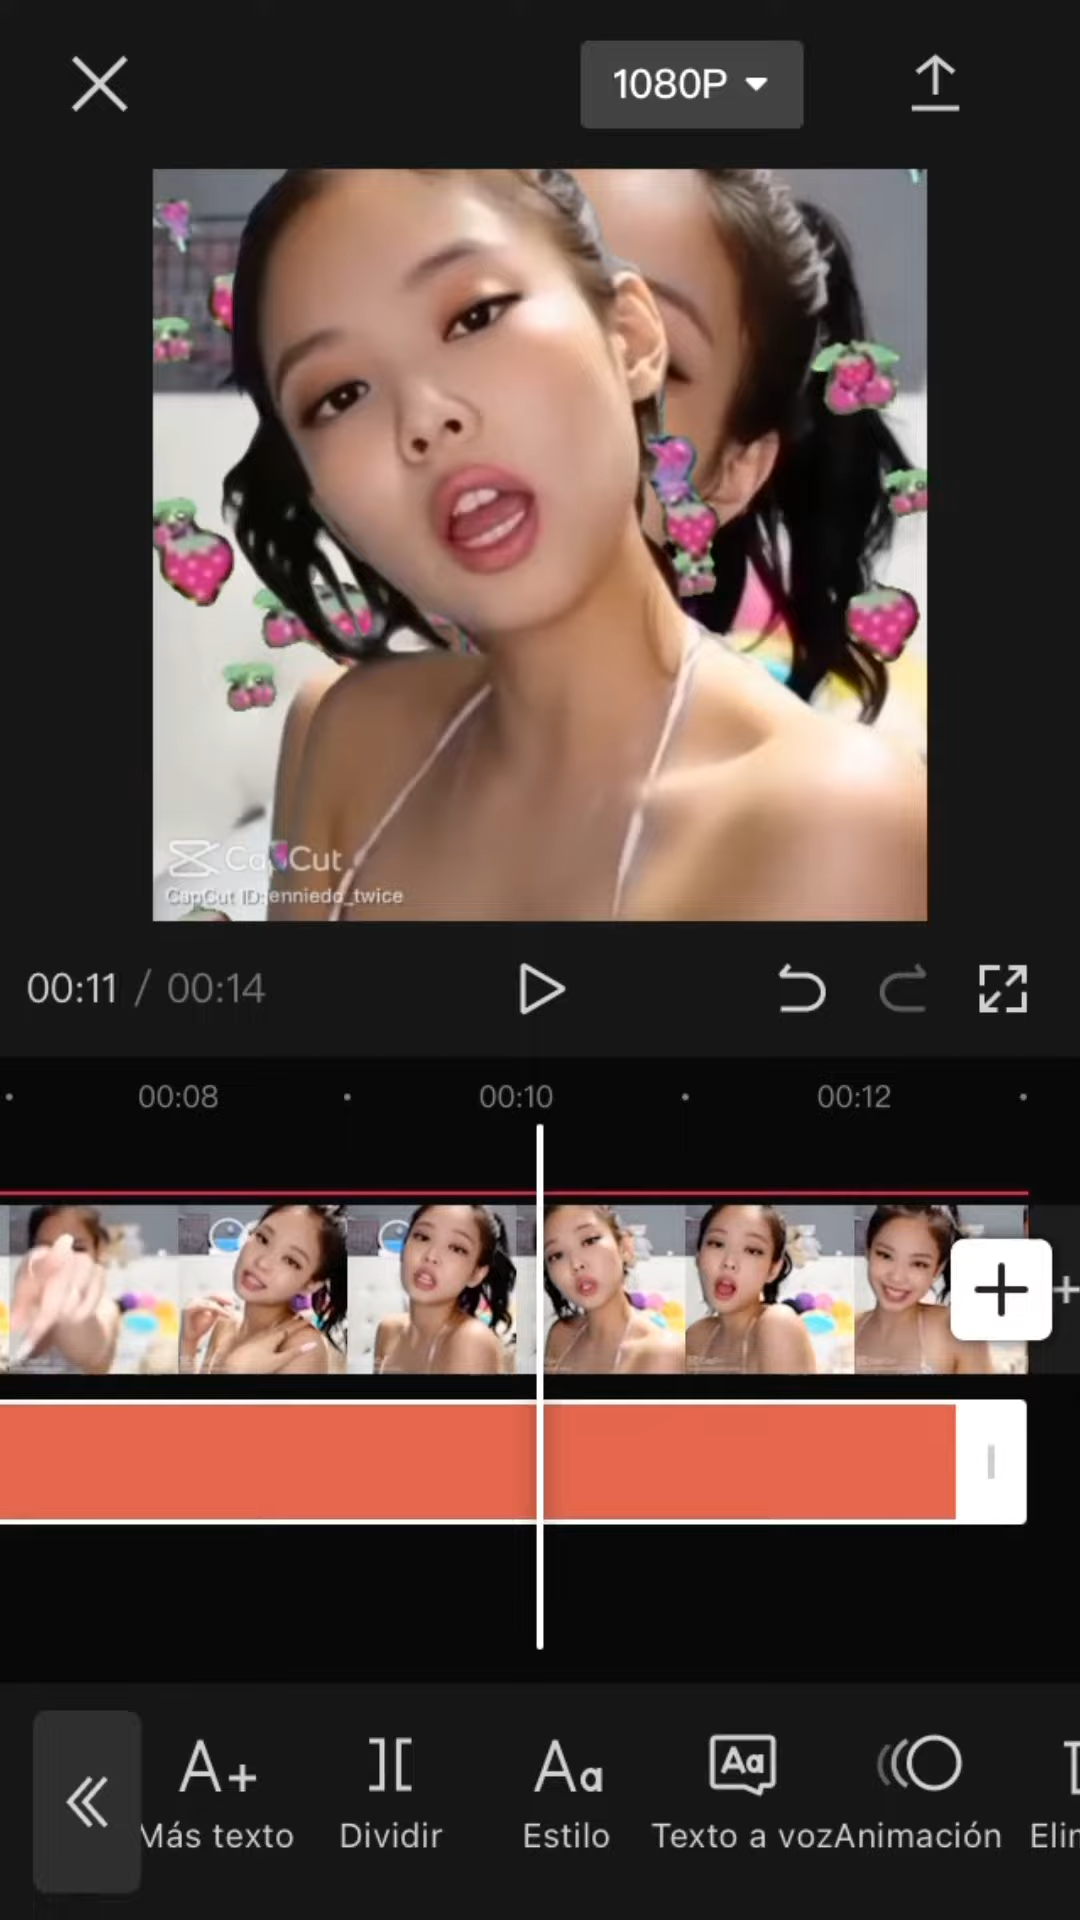 1080P
CapCut
CapCut ID:jenniedo_twice
00:11 / 00:14
00:08 00:10 00:12
Más texto Dividir Estilo Texto a voz Animación